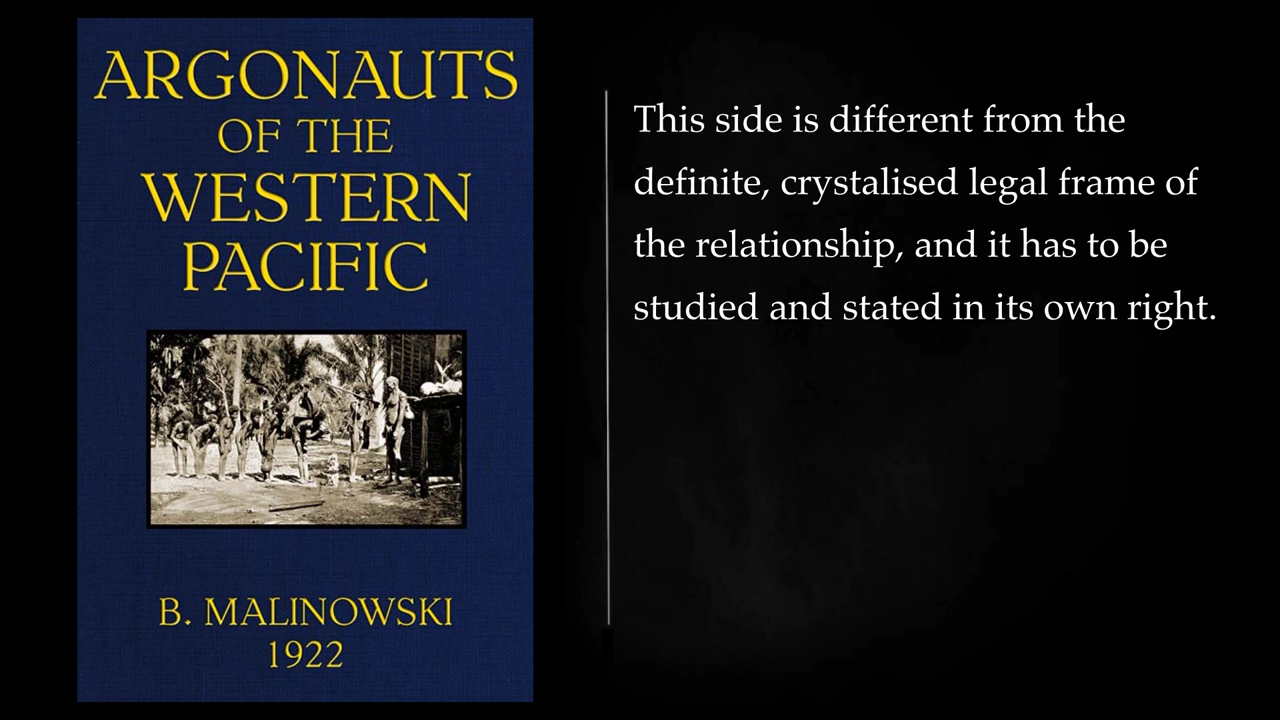 ARGONAUTS
OF THE
WESTERN
PACIFIC
B. MALINOWSKI
1922
This side is different from the
definite, crystalised legal frame of
the relationship, and it has to be
studied and stated in its own right.